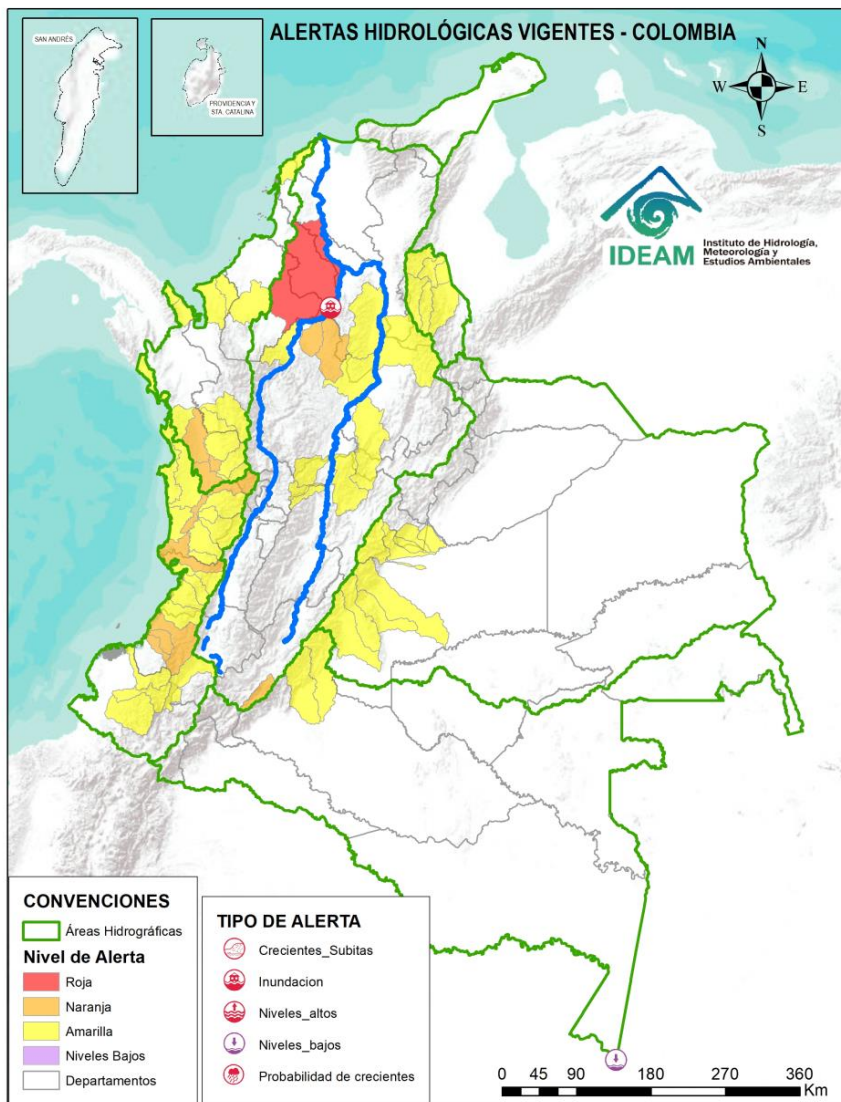 ALERTAS HIDROLÓGICAS VIGENTES - COLOMBIA
SAN ANDRÉS
PROVIDENCIA Y
STA. CATALINA
N
W
E
S
IDEAM
Instituto de Hidrología,
Meteorología y
Estudios Ambientales
CONVENCIONES
Áreas Hidrográficas
Nivel de Alerta
Roja
Naranja
Amarilla
Niveles Bajos
Departamentos
TIPO DE ALERTA
Crecientes_Subitas
Inundacion
Niveles_altos
Niveles_bajos
Probabilidad de crecientes
0 45 90 180 270 360
Km